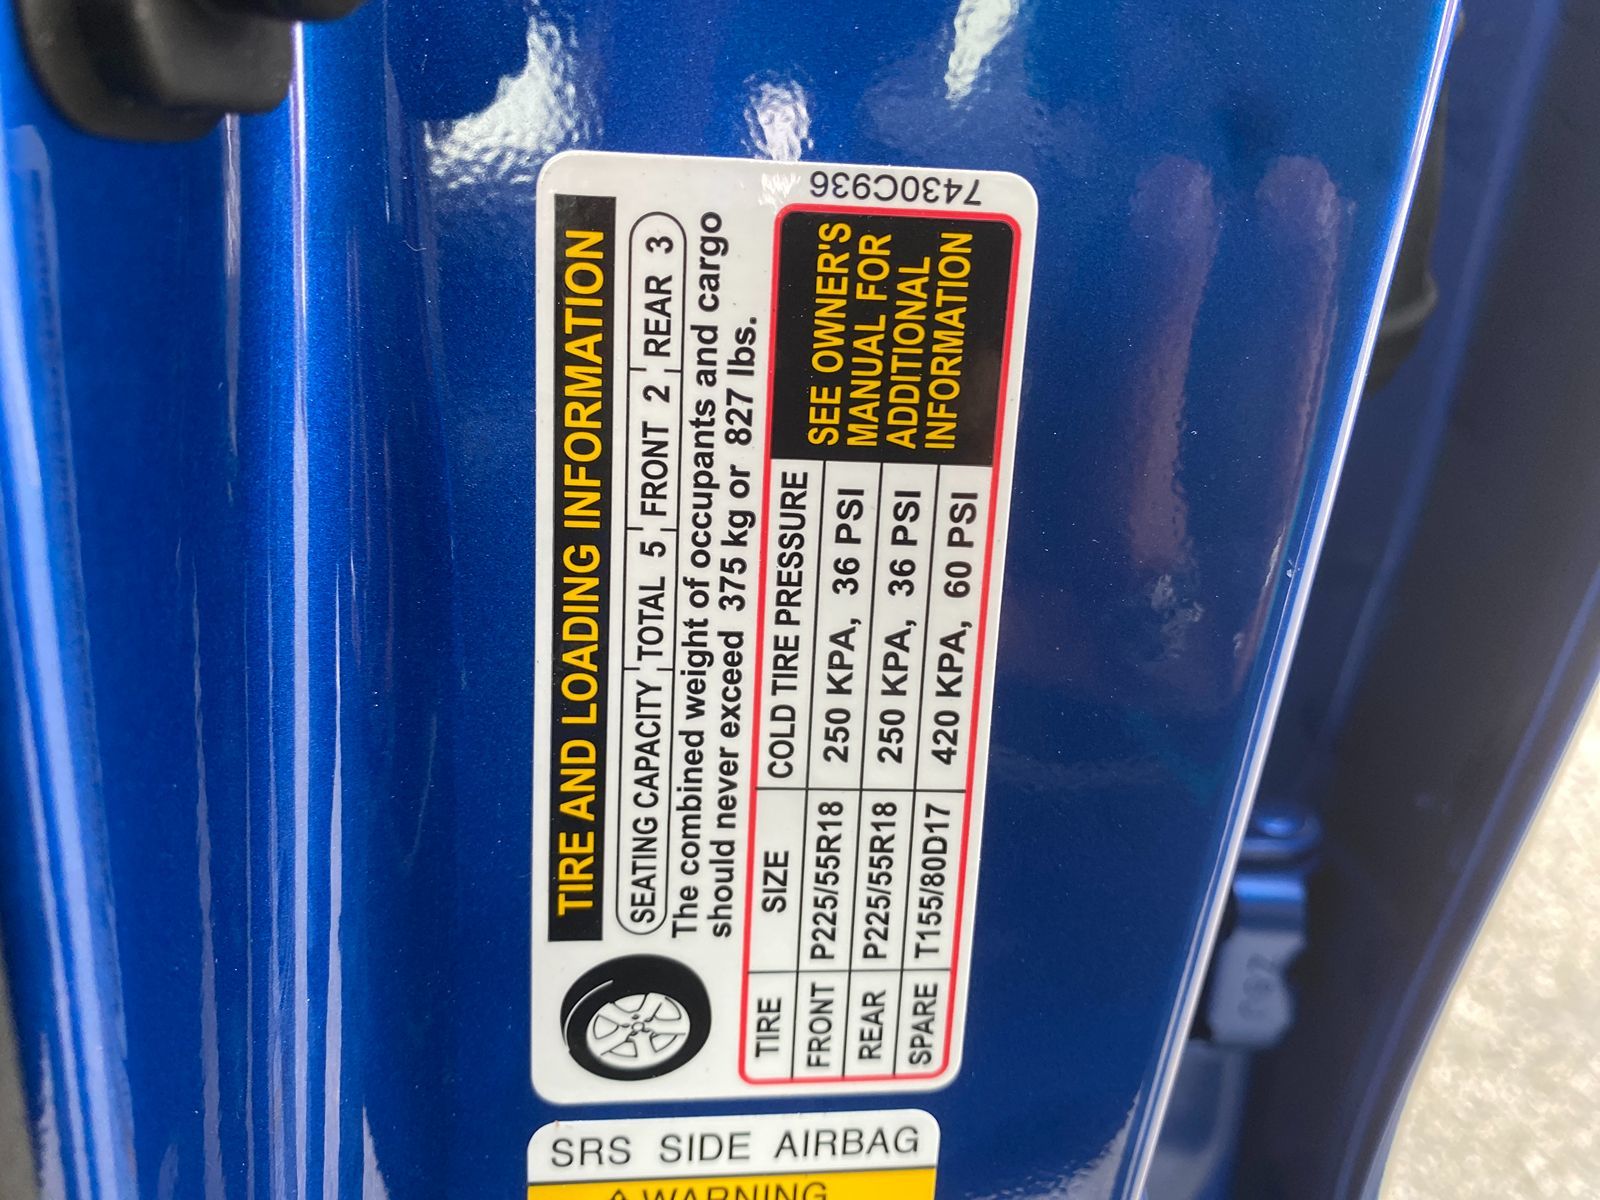 TIRE AND LOADING INFORMATION
SEATING CAPACITY TOTAL 5 FRONT 2 REAR 3
The combined weight of occupants and cargo
should never exceed 375 kg or 827 lbs.
TIRE SIZE COLD TIRE PRESSURE
FRONT P225/55R18 250 KPA, 36 PSI
REAR P225/55R18 250 KPA, 36 PSI
SPARE T155/80D17 420 KPA, 60 PSI
SEE OWNER'S
MANUAL FOR
ADDITIONAL
INFORMATION
7430C936
SRS SIDE AIRBAG
WARNING